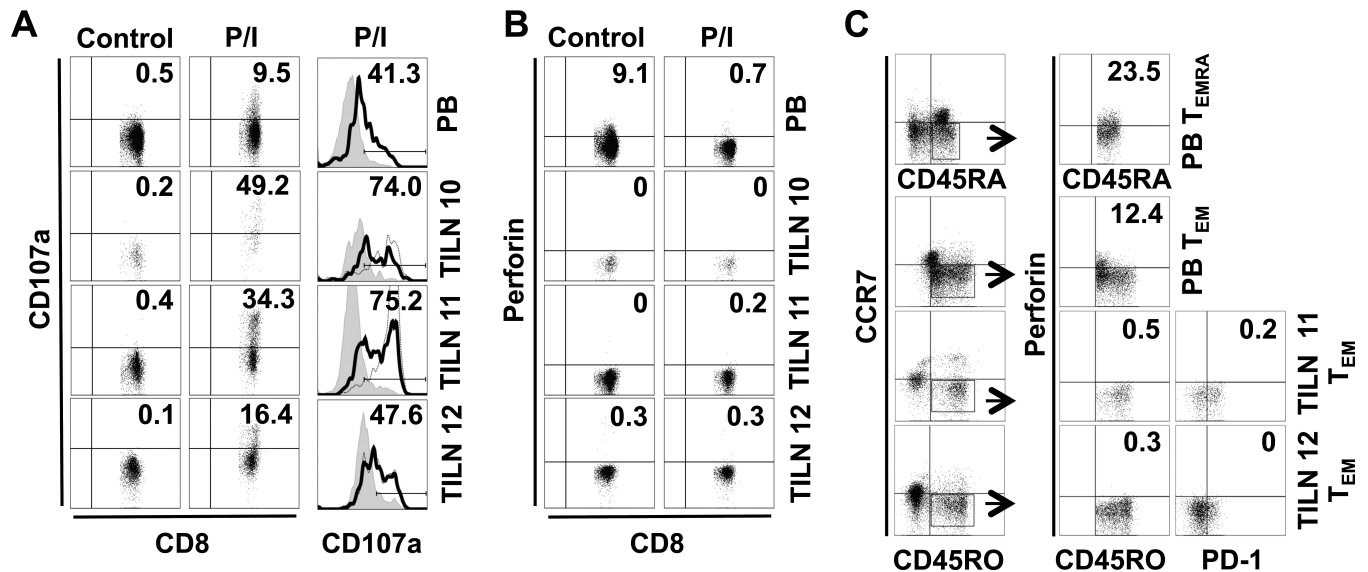 A
Control P/I P/I
0.5 9.5 41.3 PB
0.2 49.2 74.0 TILN 10
0.4 34.3 75.2 TILN 11
0.1 16.4 47.6 TILN 12
CD107a
CD8 CD107a
B
Control P/I
9.1 0.7 PB
0 0 TILN 10
0 0.2 TILN 11
0.3 0.3 TILN 12
Perforin
CD8
C
23.5 PB TEMRA
CD45RA CD45RA
12.4 PB TEM
0.5 0.2 TILN 11 TEM
0.3 0 TILN 12 TEM
CCR7
Perforin
CD45RO CD45RO PD-1